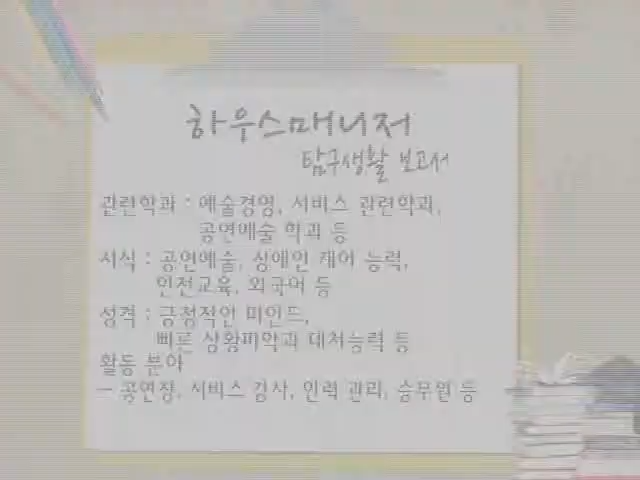 하우스매니저
탐구생활 보고서
관련학과 : 예술경영, 서비스 관련학과,
공연예술 학과 등
지식 : 공연예술, 장애인 케어 능력,
안전교육, 외국어 등
성격 : 긍정적인 마인드,
빠른 상황파악과 대처능력 등
활동 분야
- 공연장, 서비스 강사, 인력 관리, 승무원 등